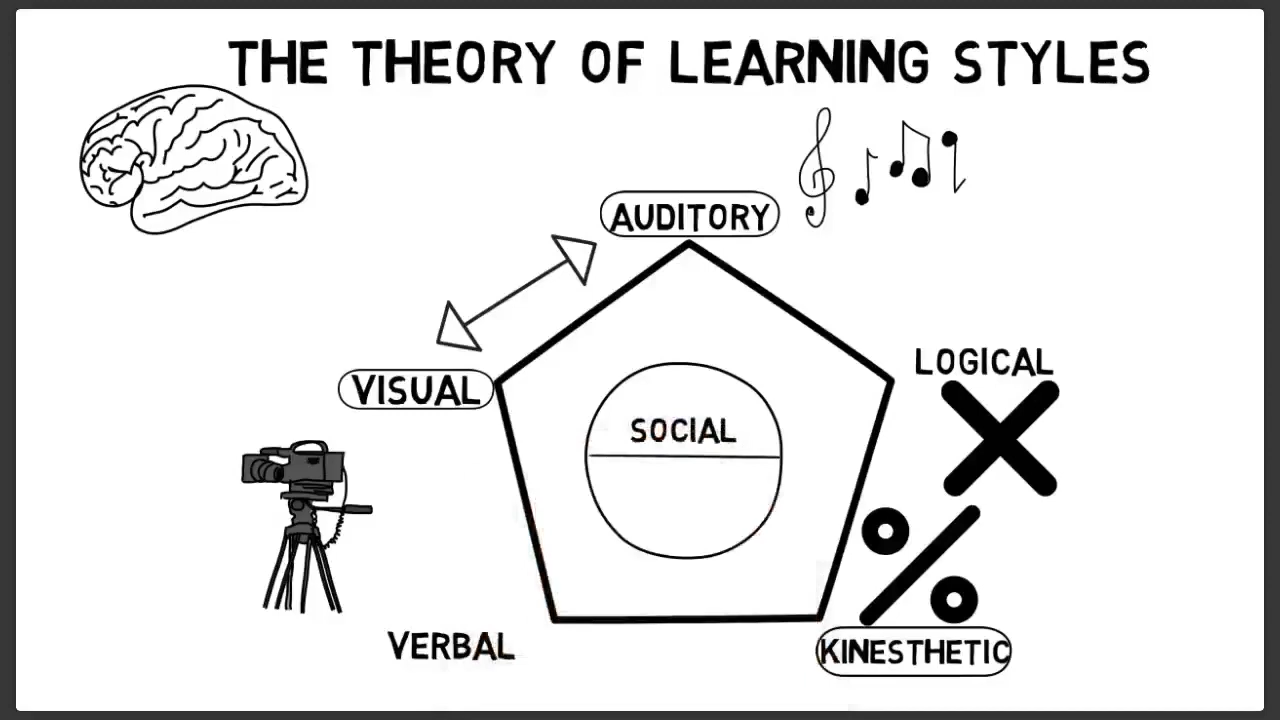 THE THEORY OF LEARNING STYLES
AUDITORY
LOGICAL
VISUAL
SOCIAL
VERBAL
KINESTHETIC